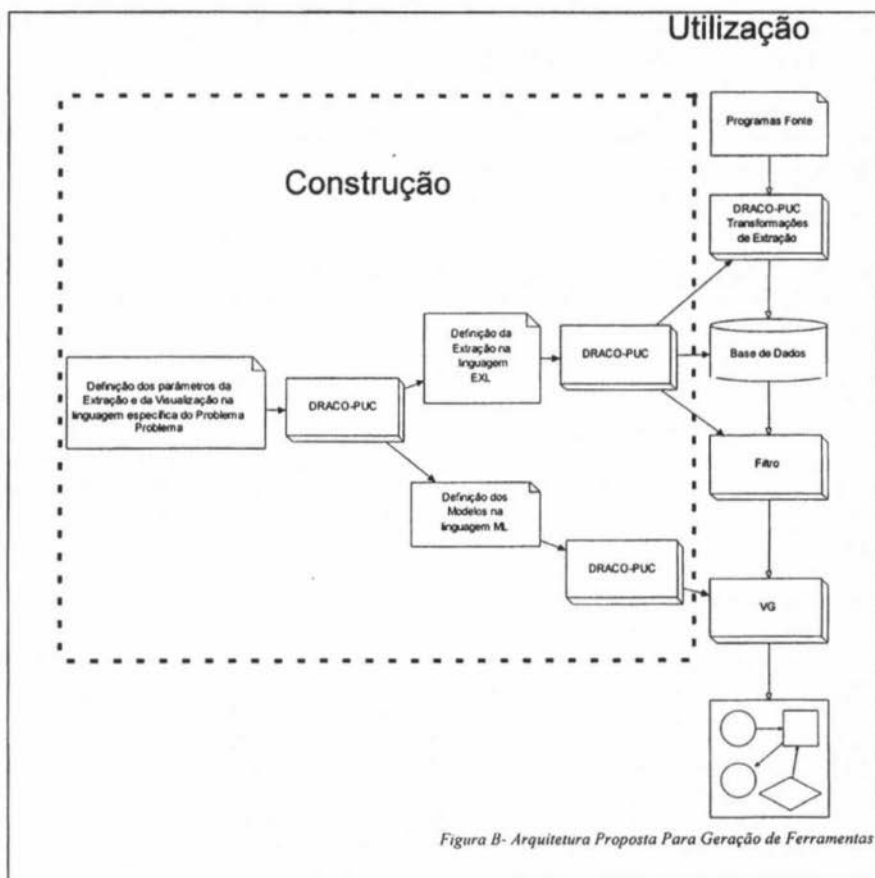 Utilização
Construção
Programas Fonte
DRACO-PUC
Transformações
de Extração
Base de Dados
Filtro
VG
Definição dos parâmetros da
Extração e da Visualização na
linguagem específica do Problema
Problema
DRACO-PUC
Definição da
Extração na
linguagem
EXL
DRACO-PUC
Definição dos
Modelos na
linguagem ML
DRACO-PUC
Figura B- Arquitetura Proposta Para Geração de Ferramentas